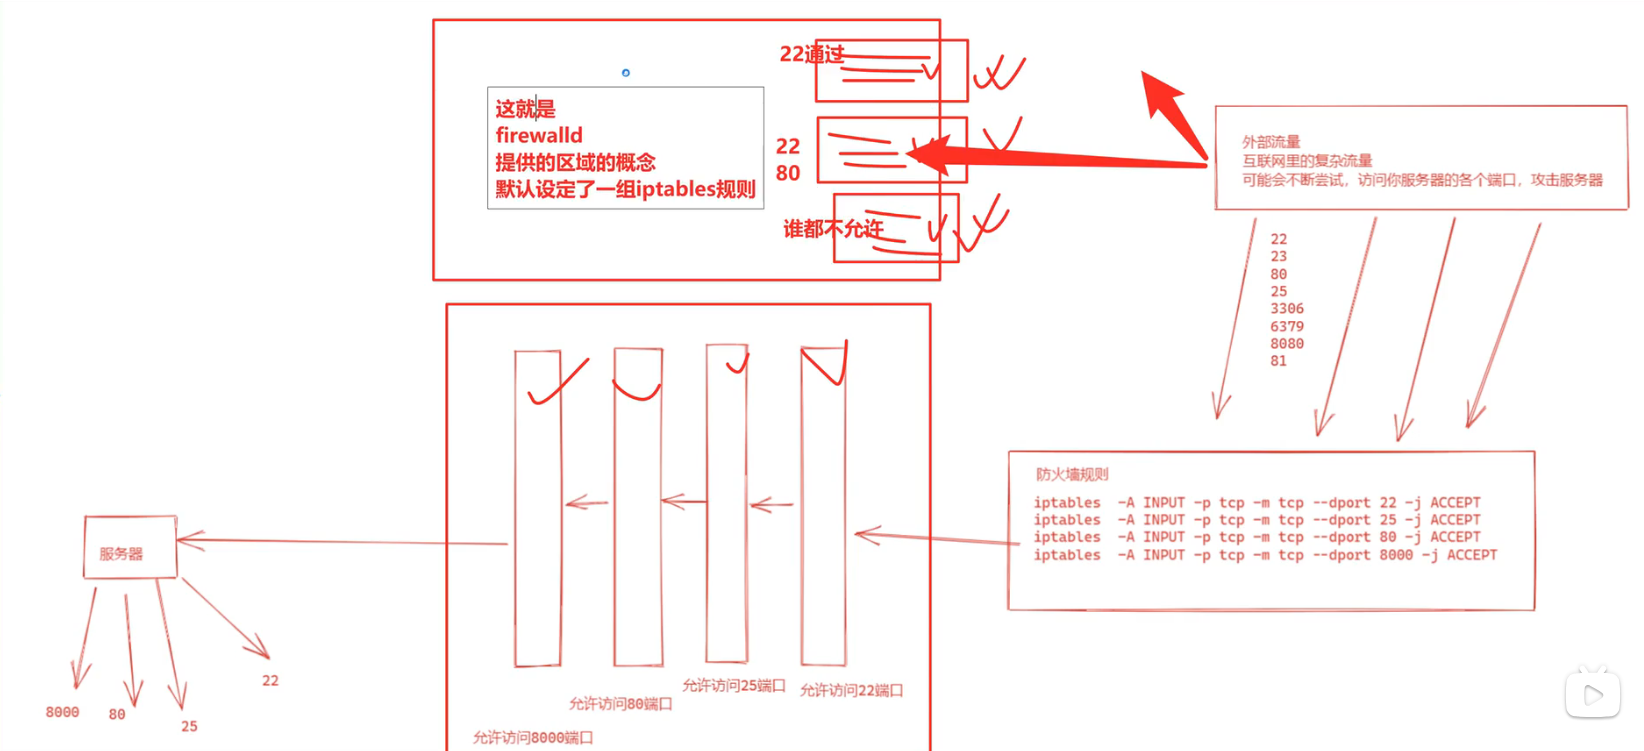 22通过
这就是
firewalld
提供的区域的概念
默认设定了一组iptables规则
22
80
谁都不允许
外部流量
互联网里的复杂流量
可能会不断尝试，访问你服务器的各个端口，攻击服务器
22
23
80
25
3306
6379
8080
81
防火墙规则
iptables -A INPUT -p tcp -m tcp --dport 22 -j ACCEPT
iptables -A INPUT -p tcp -m tcp --dport 25 -j ACCEPT
iptables -A INPUT -p tcp -m tcp --dport 80 -j ACCEPT
iptables -A INPUT -p tcp -m tcp --dport 8000 -j ACCEPT
服务器
8000
80
25
22
允许访问8000端口
允许访问80端口
允许访问25端口
允许访问22端口